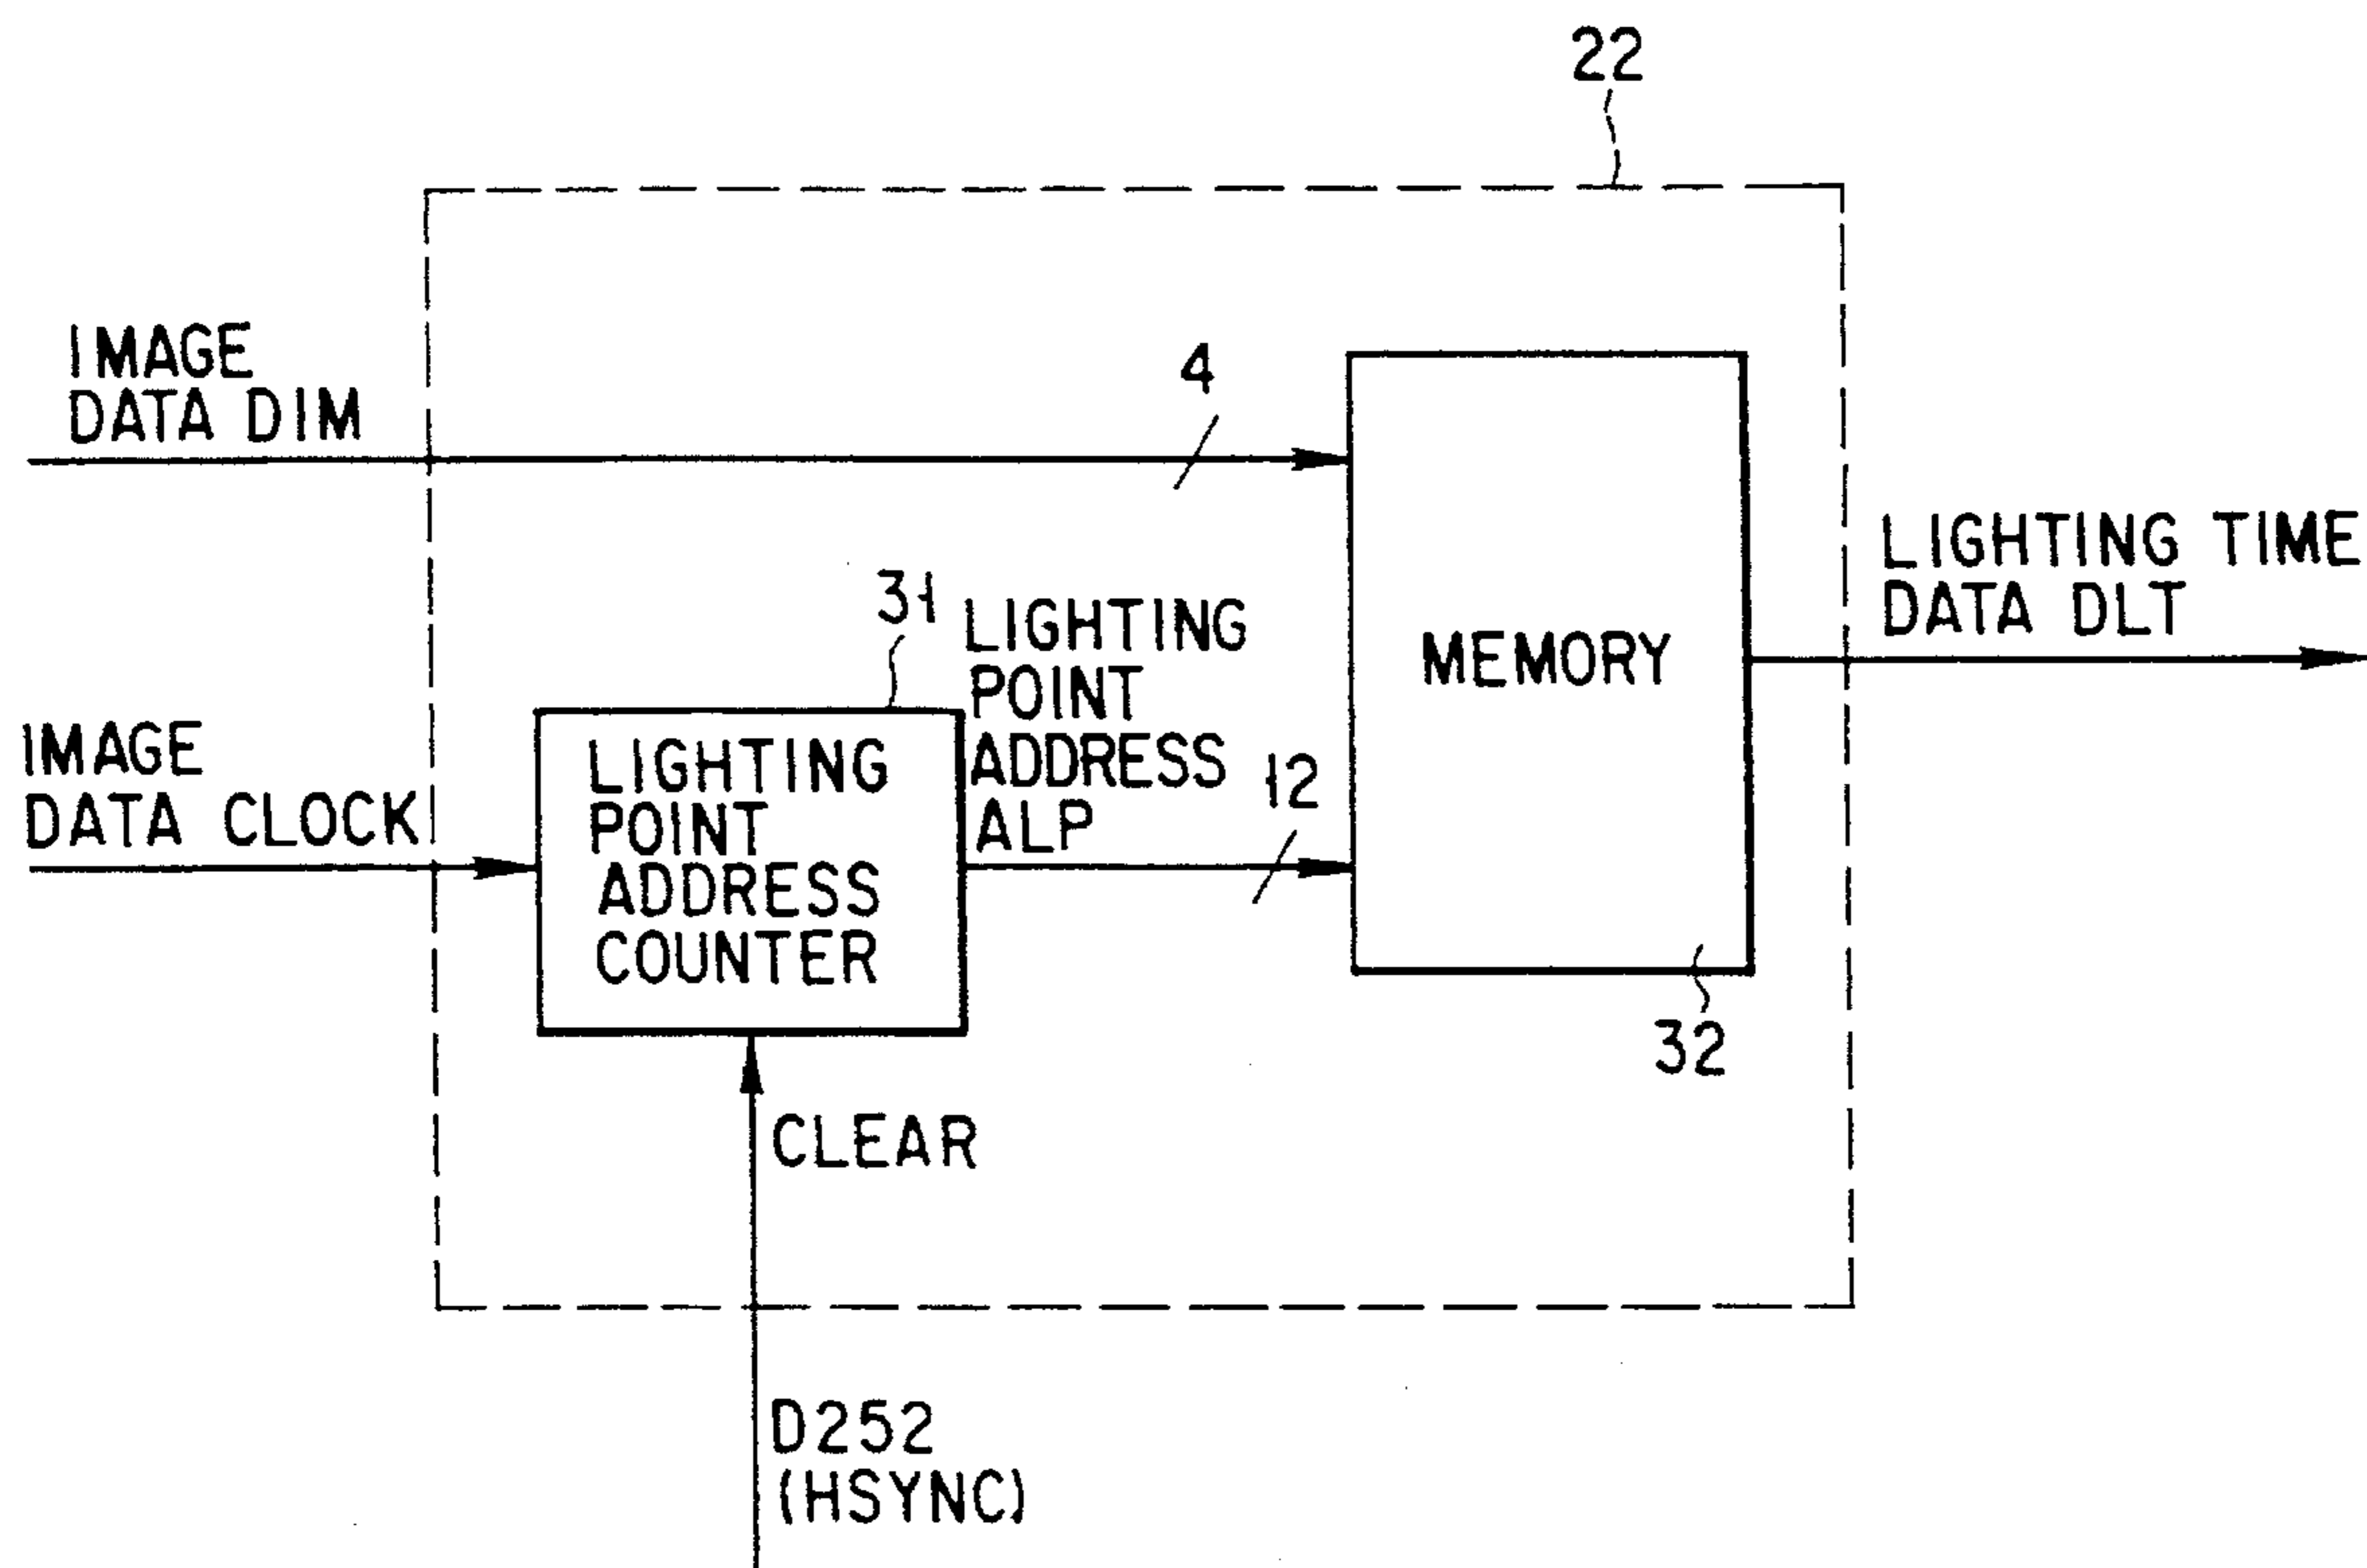 22
IMAGE
DATA DIM
4
LIGHTING TIME
DATA DLT
31
LIGHTING
POINT
ADDRESS
ALP
MEMORY
IMAGE
DATA CLOCK
LIGHTING
POINT
ADDRESS
COUNTER
12
32
CLEAR
D252
(HSYNC)